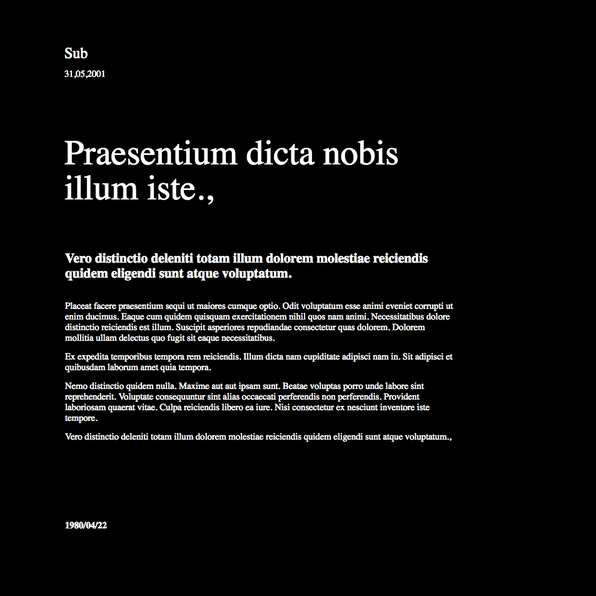 Sub
31,05,2001
Praesentium dicta nobis
illum iste.,
Vero distinctio deleniti totam illum dolorem molestiae reiciendis
quidem eligendi sunt atque voluptatum.
Placeat facere praesentium sequi ut maiores cumque optio. Odit voluptatum esse animi eveniet corrupti ut
enim ducimus. Eaque cum quidem quisquam exercitationem nihil quos nam animi. Necessitatibus dolore
distinctio reiciendis est illum. Suscipit asperiores repudiandae consectetur quas dolorem. Dolorem
mollitia ullam delectus quo fugit sit eaque necessitatibus.
Ex expedita temporibus tempora rem reiciendis. Illum dicta nam cupiditate adipisci nam in. Sit adipisci et
quibusdam laborum amet quia tempora.
Nemo distinctio quidem nulla. Maxime aut aut ipsam sunt. Beatae voluptas porro unde labore sint
reprehenderit. Voluptate consequuntur sint alias occaecati perferendis non perferendis. Provident
laboriosam quaerat vitae. Culpa reiciendis libero ea iure. Nisi consectetur ex nesciunt inventore iste
tempore.
Vero distinctio deleniti totam illum dolorem molestiae reiciendis quidem eligendi sunt atque voluptatum.,
1980/04/22